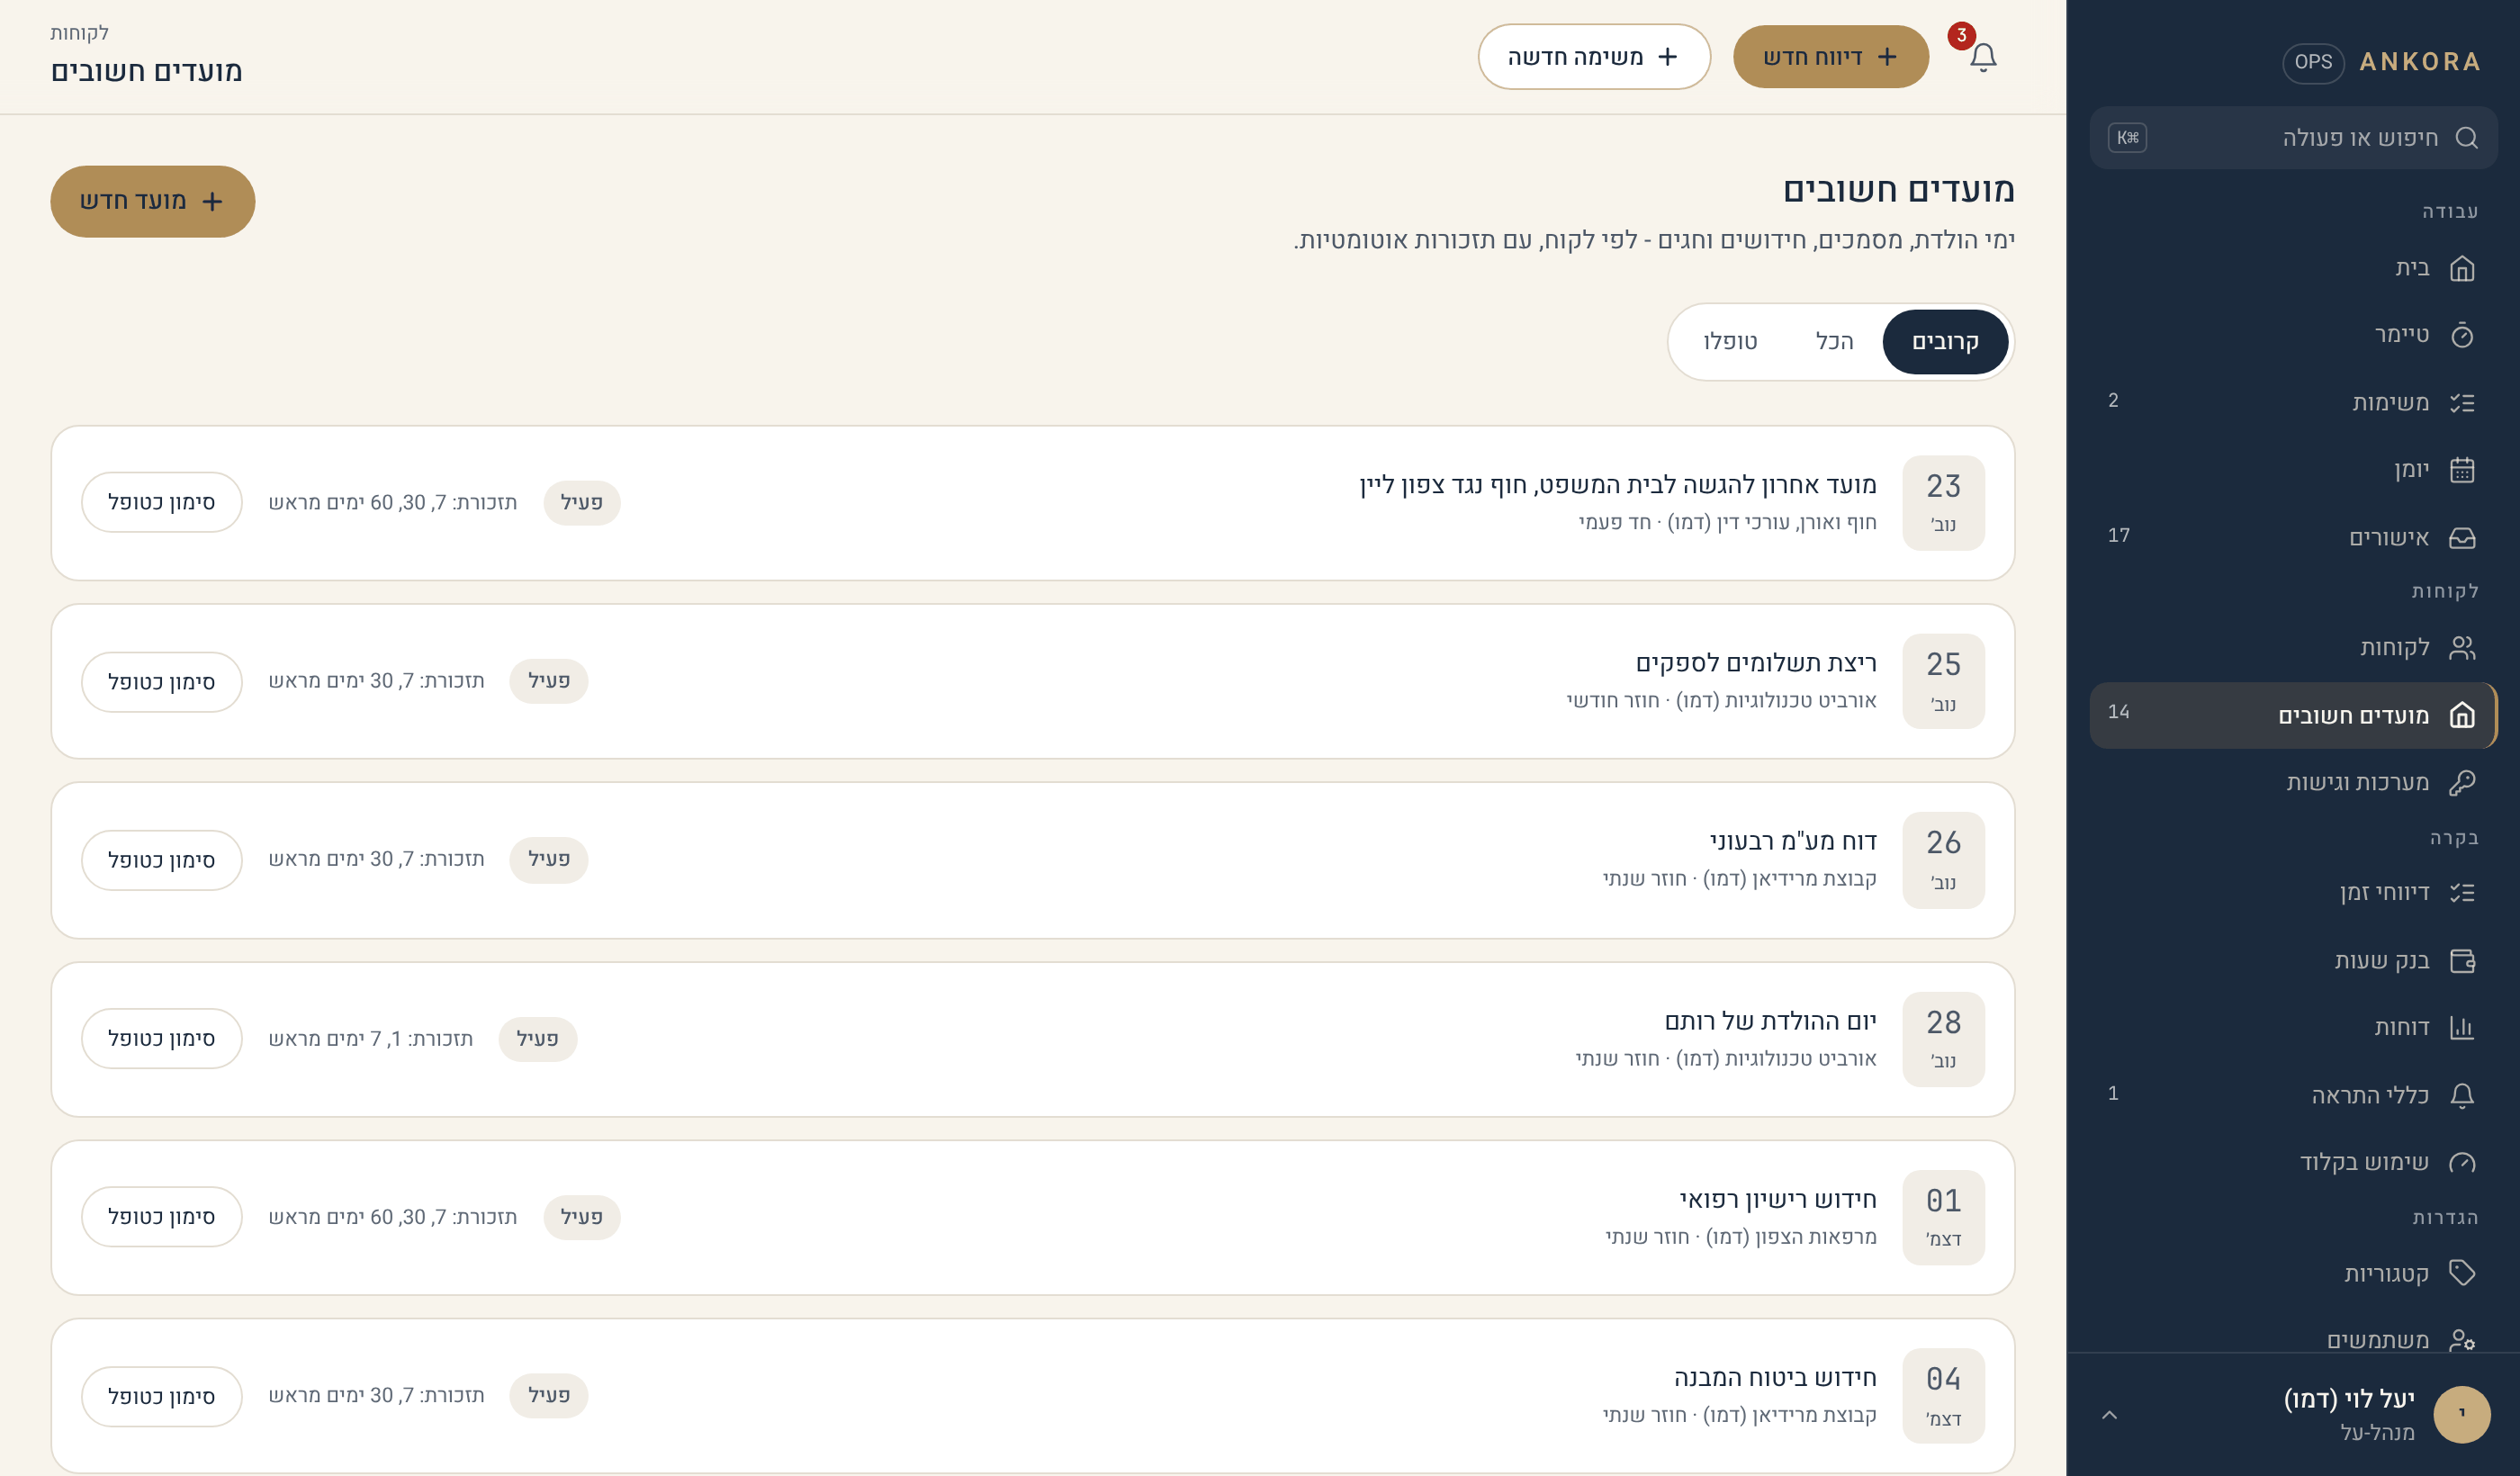 ANKORA OPS
חיפוש או פעולה ⌘K
עבודה
בית
טיימר
משימות 2
יומן
אישורים 17
לקוחות
לקוחות
מועדים חשובים 14
מערכות וגישות
בקרה
דיווחי זמן
בנק שעות
דוחות
כללי התראה 1
שימוש בקלוד
הגדרות
קטגוריות
משתמשים
י
יעל לוי (דמו)
מנהל-על
3
+ דיווח חדש
+ משימה חדשה
לקוחות
מועדים חשובים
מועדים חשובים
ימי הולדת, מסמכים, חידושים וחגים - לפי לקוח, עם תזכורות אוטומטיות.
+ מועד חדש
קרובים הכל טופלו
23 נוב׳
מועד אחרון להגשה לבית המשפט, חוף נגד צפון ליין
חוף ואורן, עורכי דין (דמו) · חד פעמי
פעיל תזכורת: 7, 30, 60 ימים מראש סימון כטופל
25 נוב׳
ריצת תשלומים לספקים
אורביט טכנולוגיות (דמו) · חוזר חודשי
פעיל תזכורת: 7, 30 ימים מראש סימון כטופל
26 נוב׳
דוח מע"מ רבעוני
קבוצת מרידיאן (דמו) · חוזר שנתי
פעיל תזכורת: 7, 30 ימים מראש סימון כטופל
28 נוב׳
יום ההולדת של רותם
אורביט טכנולוגיות (דמו) · חוזר שנתי
פעיל תזכורת: 1, 7 ימים מראש סימון כטופל
01 דצמ׳
חידוש רישיון רפואי
מרפאות הצפון (דמו) · חוזר שנתי
פעיל תזכורת: 7, 30, 60 ימים מראש סימון כטופל
04 דצמ׳
חידוש ביטוח המבנה
קבוצת מרידיאן (דמו) · חוזר שנתי
פעיל תזכורת: 7, 30 ימים מראש סימון כטופל